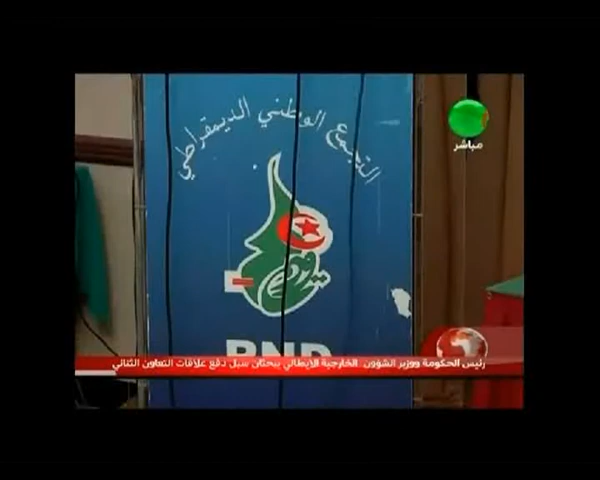 التجمع الوطني الديمقراطي
مباشر
RND
رئيس الحكومة ووزير الشؤون الخارجية الإيطالي يبحثان سبل دفع علاقات التعاون الثنائي